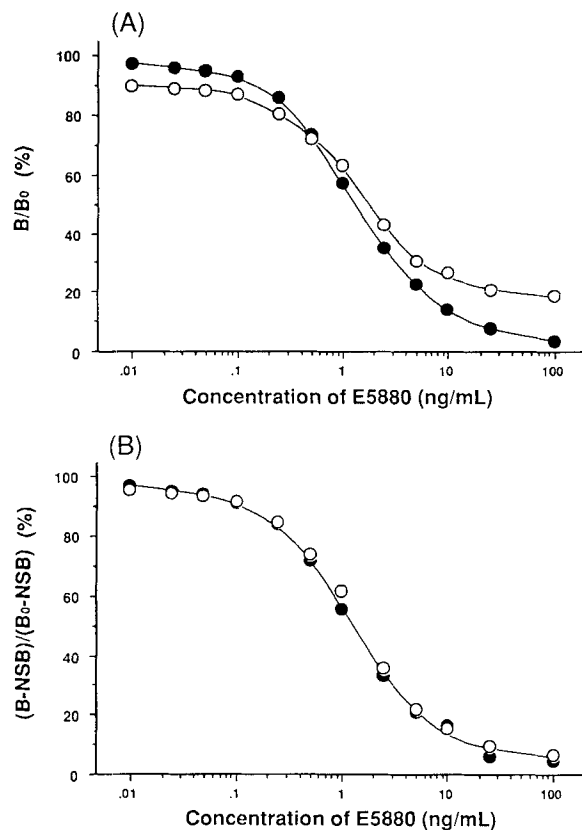 (A)
100
80
60
40
20
0
B/B₀ (%)
.01 .1 1 10 100
Concentration of E5880 (ng/mL)
(B)
100
80
60
40
20
0
(B-NSB)/(B₀-NSB) (%)
.01 .1 1 10 100
Concentration of E5880 (ng/mL)